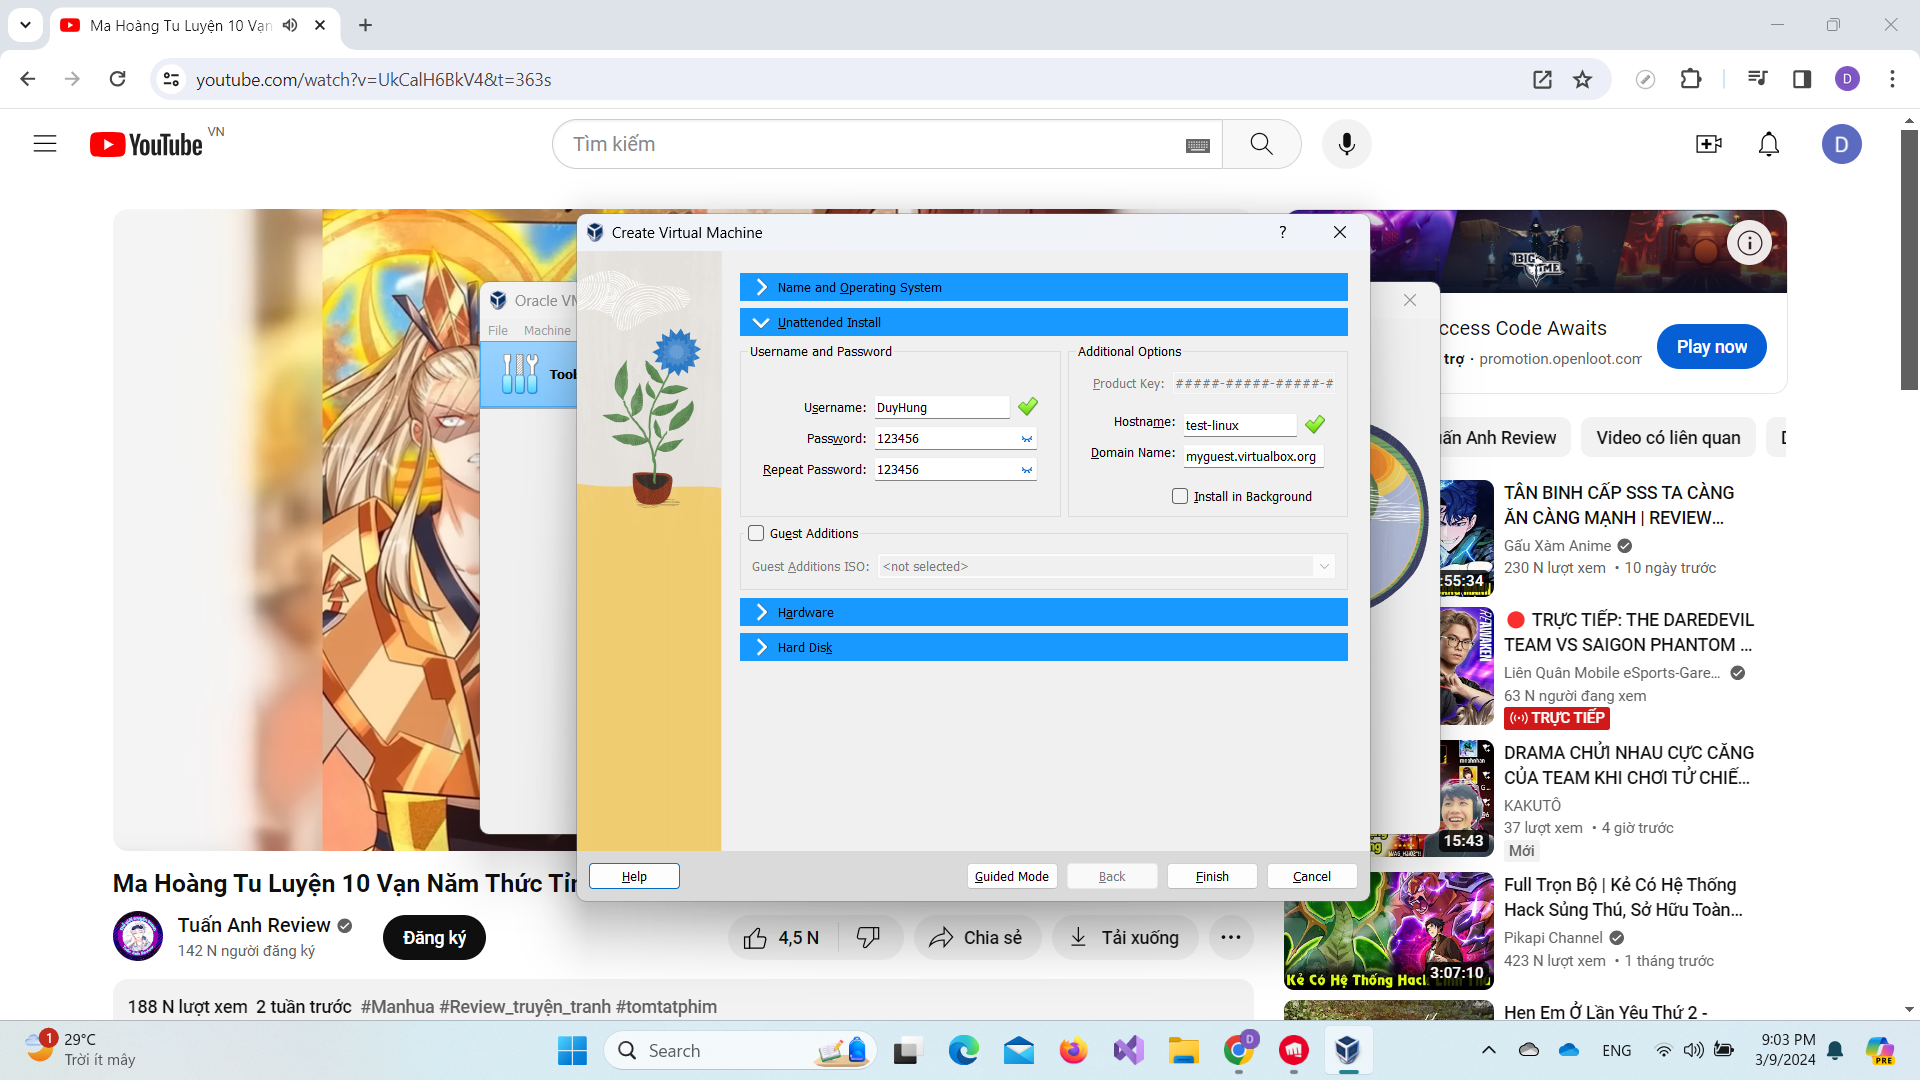 Ma Hoàng Tu Luyện 10 Vạn
youtube.com/watch?v=UkCalH6BkV4&t=363s
D
YouTube VN
Tìm kiếm
D
Create Virtual Machine
?
Name and Operating System
Unattended Install
Username and Password
Username: DuyHung
Password: 123456
Repeat Password: 123456
Additional Options
Product Key: #####-#####-#####-#
Hostname: test-linux
Domain Name: myguest.virtualbox.org
Install in Background
Guest Additions
Guest Additions ISO: <not selected>
Hardware
Hard Disk
Help
Guided Mode
Back
Finish
Cancel
Oracle VM
File Machine
Tools
BIG TIME
ccess Code Awaits
trợ · promotion.openloot.com
Play now
ấn Anh Review
Video có liên quan
:55:34
TÂN BINH CẤP SSS TA CÀNG
ĂN CÀNG MẠNH | REVIEW...
Gấu Xàm Anime
230 N lượt xem • 10 ngày trước
TRỰC TIẾP: THE DAREDEVIL
TEAM VS SAIGON PHANTOM ...
Liên Quân Mobile eSports-Gare...
63 N người đang xem
TRỰC TIẾP
15:43
DRAMA CHỬI NHAU CỰC CĂNG
CỦA TEAM KHI CHƠI TỬ CHIẾ...
KAKUTÔ
37 lượt xem • 4 giờ trước
Mới
Kẻ Có Hệ Thống Hack
3:07:10
Full Trọn Bộ | Kẻ Có Hệ Thống
Hack Sủng Thú, Sở Hữu Toàn...
Pikapi Channel
423 N lượt xem • 1 tháng trước
Hen Em Ở Lần Yêu Thứ 2 -
Ma Hoàng Tu Luyện 10 Vạn Năm Thức Tỉn
Tuấn Anh Review
142 N người đăng ký
Đăng ký
4,5 N
Chia sẻ
Tải xuống
188 N lượt xem 2 tuần trước #Manhua #Review_truyện_tranh #tomtatphim
1
29°C
Trời ít mây
Search
D
ENG
9:03 PM
3/9/2024
PRE